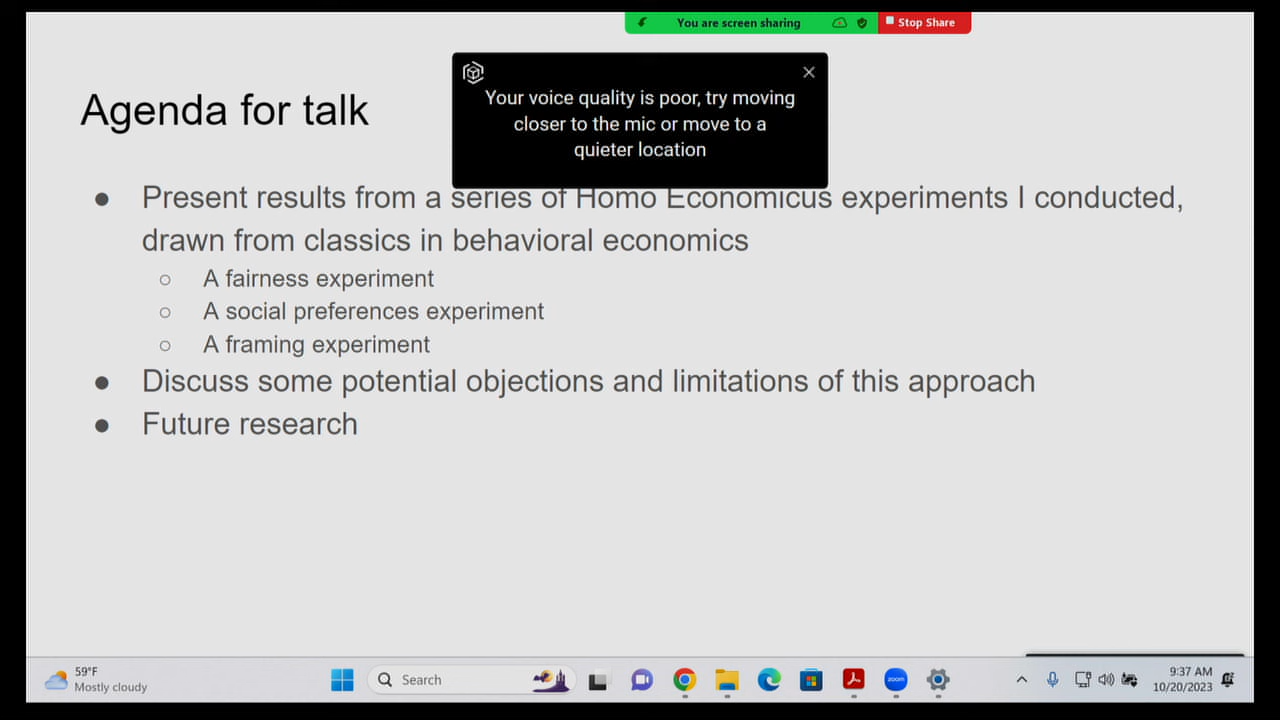 You are screen sharing
Stop Share
Your voice quality is poor, try moving
closer to the mic or move to a
quieter location
Agenda for talk
● Present results from a series of Homo Economicus experiments I conducted,
drawn from classics in behavioral economics
○ A fairness experiment
○ A social preferences experiment
○ A framing experiment
● Discuss some potential objections and limitations of this approach
● Future research
59°F
Mostly cloudy
Search
zoom
9:37 AM
10/20/2023